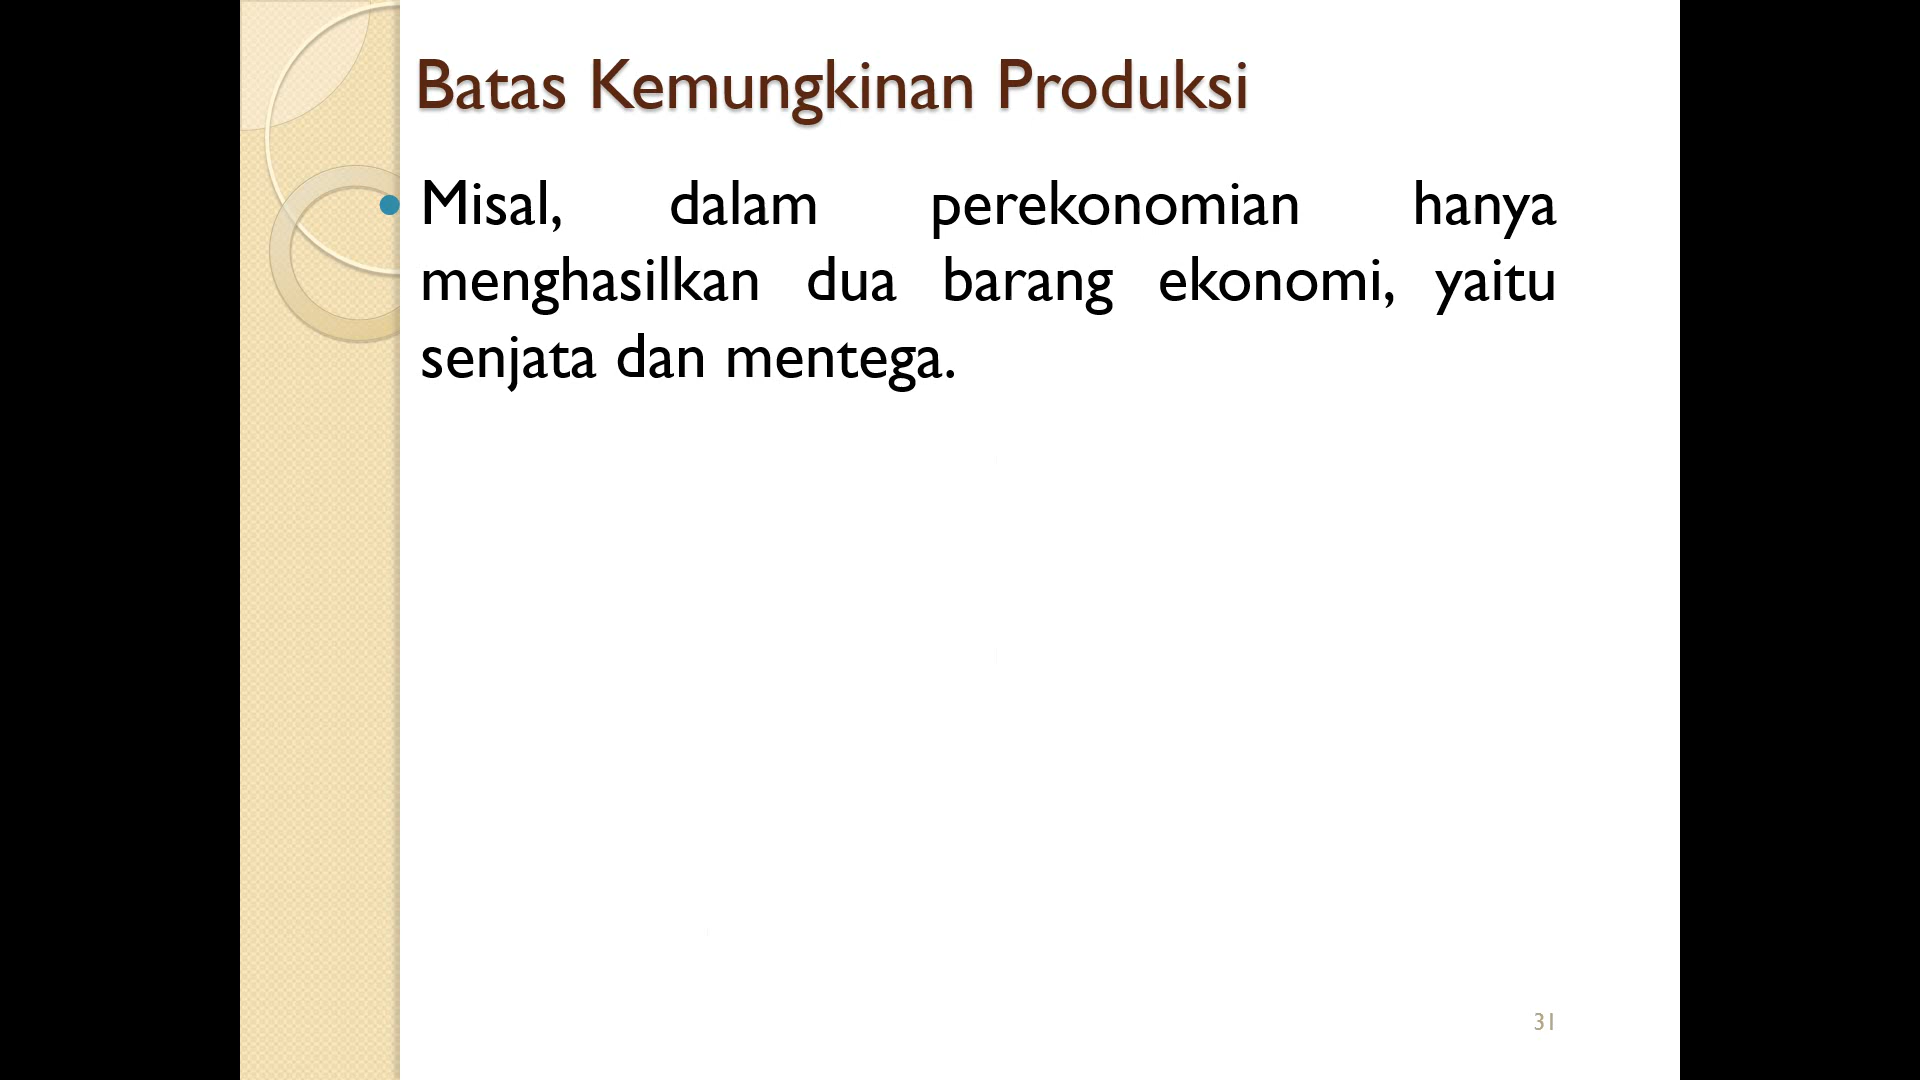 Batas Kemungkinan Produksi
Misal, dalam perekonomian hanya
menghasilkan dua barang ekonomi, yaitu
senjata dan mentega.
31